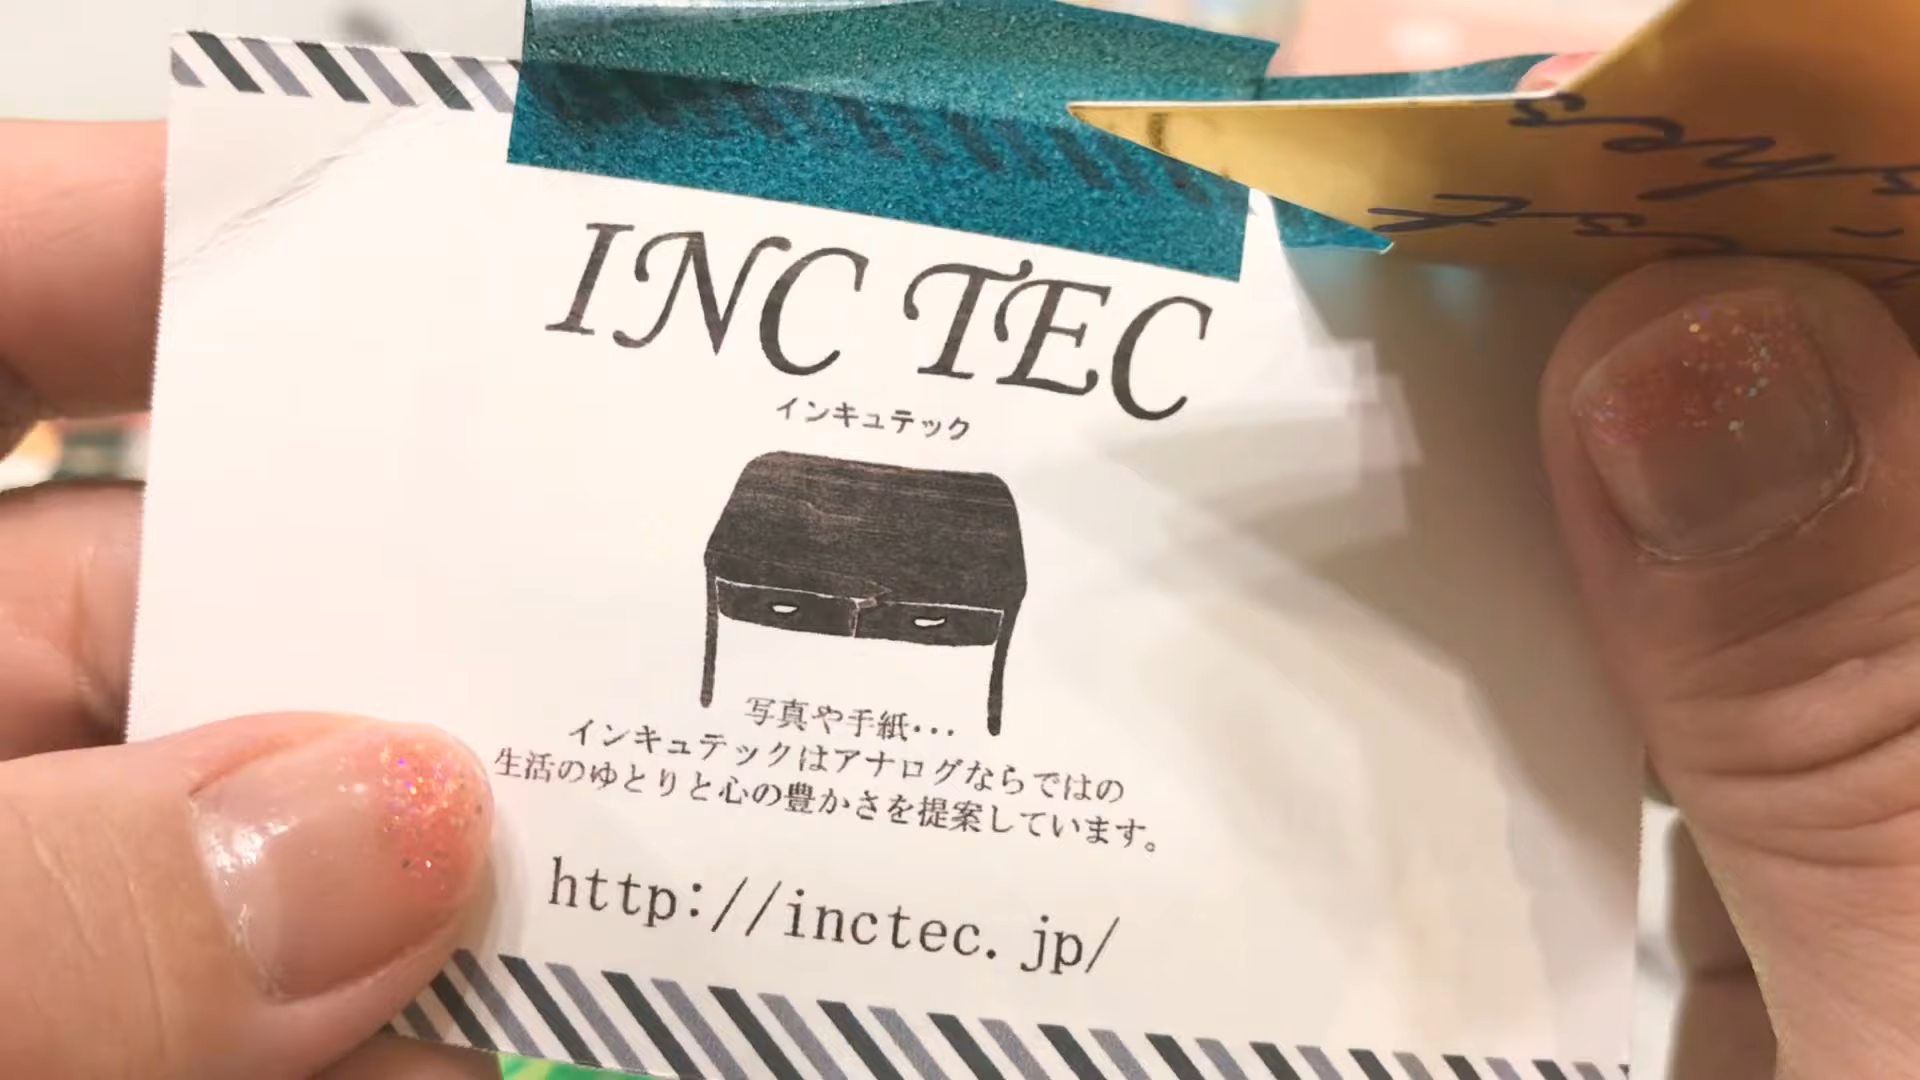 INC TEC
インキュテック
写真や手紙・・・
インキュテックはアナログならではの
生活のゆとりと心の豊かさを提案しています。
http://inctec.jp/